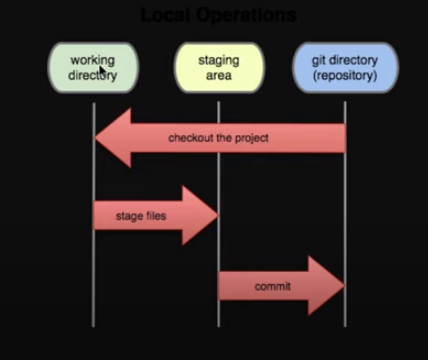 Local Operations
working
directory
staging
area
git directory
(repository)
checkout the project
stage files
commit